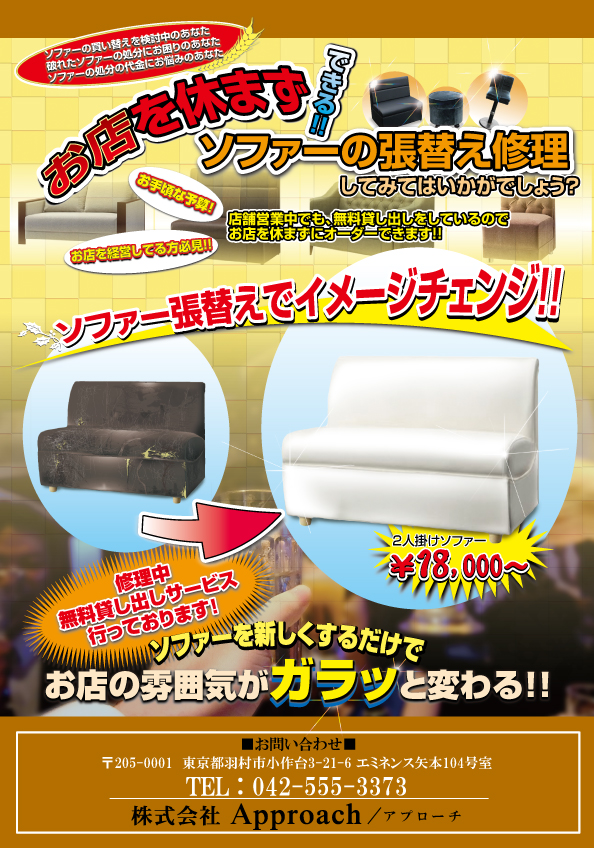 ソファーの買い替えを検討中のあなた
破れたソファーの処分にお困りのあなた
ソファーの処分の代金にお悩みのあなた
お店を休まず
できる!!
ソファーの張替え修理
してみてはいかがでしょう?
お手頃な予算!
お店を経営してる方必見!!
店舗営業中でも、無料貸し出しをしているので
お店を休まずにオーダーできます!!
ソファー張替えでイメージチェンジ!!
2人掛けソファー
¥18,000~
修理中
無料貸し出しサービス
行っております!
ソファーを新しくするだけで
お店の雰囲気がガラッと変わる!!
■お問い合わせ■
〒205-0001 東京都羽村市小作台3-21-6 エミネンス矢本104号室
TEL：042-555-3373
株式会社 Approach／アプローチ